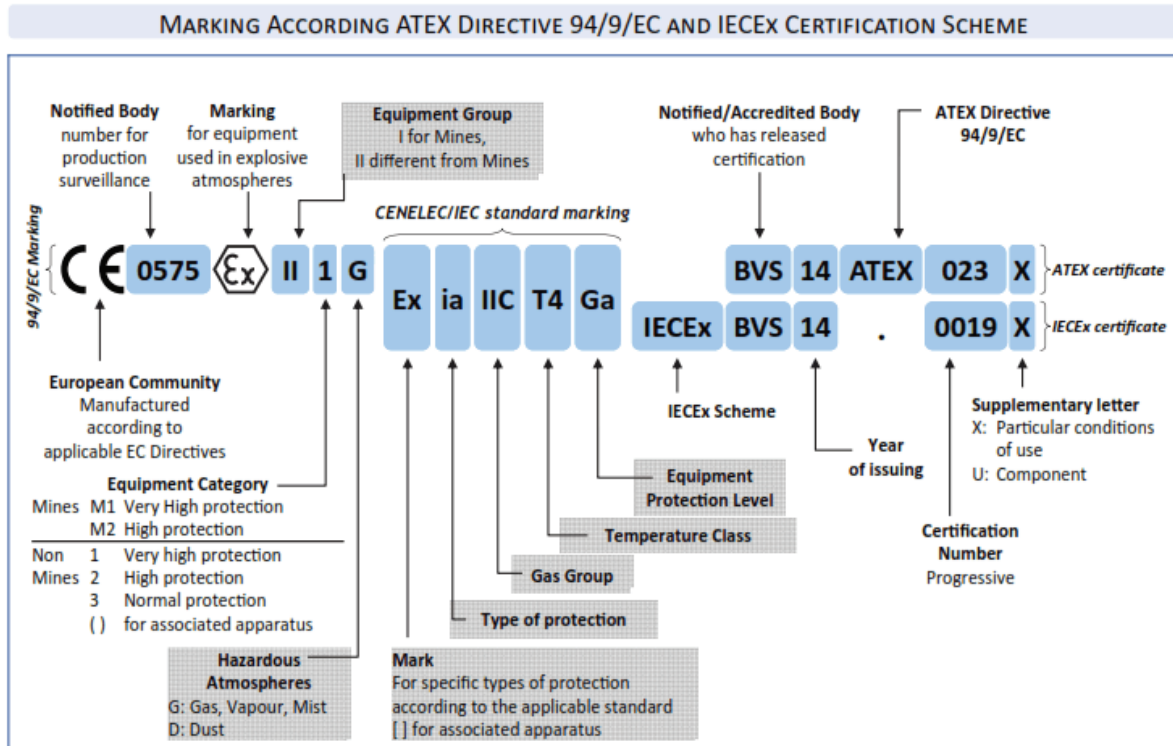 MARKING ACCORDING ATEX DIRECTIVE 94/9/EC AND IECEX CERTIFICATION SCHEME
Notified Body
number for
production
surveillance
Marking
for equipment
used in explosive
atmospheres
Equipment Group
I for Mines,
II different from Mines
Notified/Accredited Body
who has released
certification
ATEX Directive
94/9/EC
CENELEC/IEC standard marking
94/9/EC Marking
CE 0575 Ex II 1 G
Ex ia IIC T4 Ga
BVS 14 ATEX 023 X
ATEX certificate
IECEx BVS 14 . 0019 X
IECEx certificate
European Community
Manufactured
according to
applicable EC Directives
IECEx Scheme
Year
of issuing
Supplementary letter
X: Particular conditions
of use
U: Component
Equipment Category
Mines M1 Very High protection
M2 High protection
Non 1 Very high protection
Mines 2 High protection
3 Normal protection
( ) for associated apparatus
Equipment
Protection Level
Temperature Class
Gas Group
Type of protection
Certification
Number
Progressive
Hazardous
Atmospheres
G: Gas, Vapour, Mist
D: Dust
Mark
For specific types of protection
according to the applicable standard
[ ] for associated apparatus